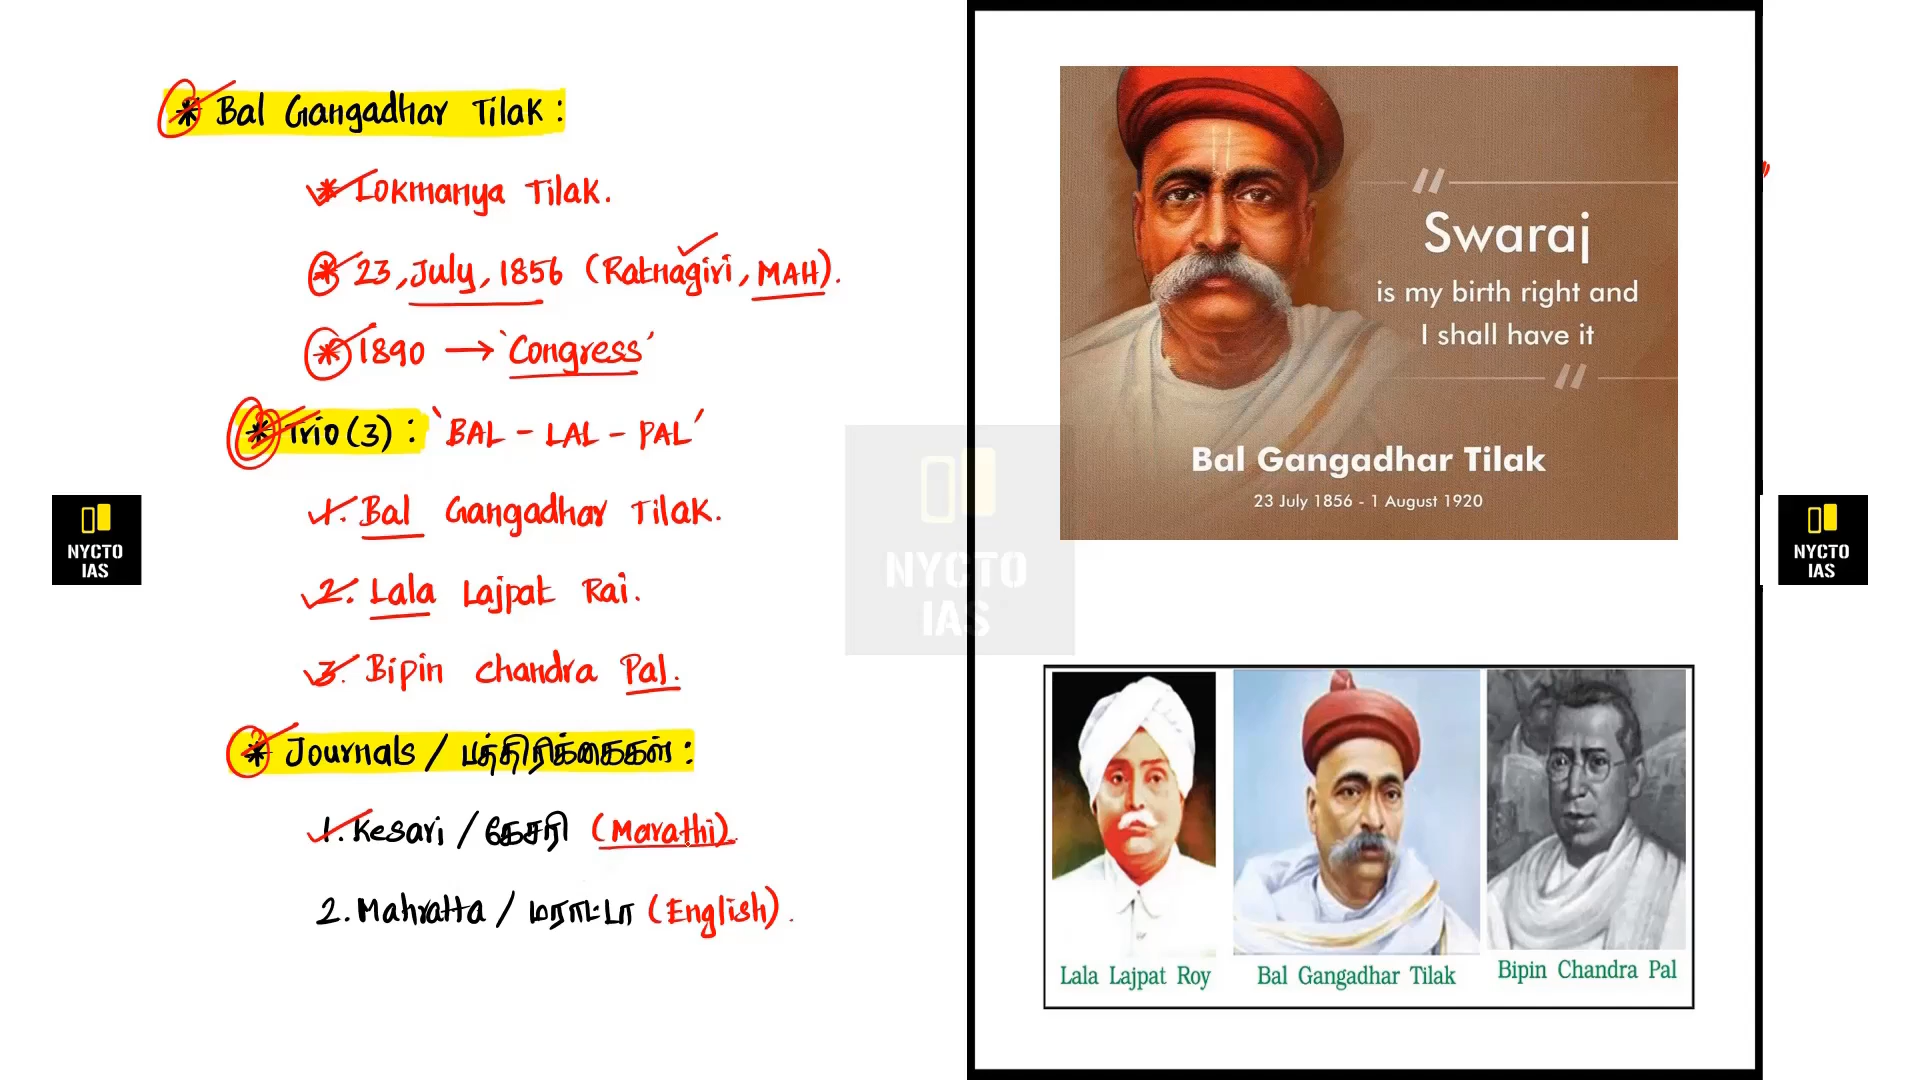 * Bal Gangadhar Tilak :
* Lokmanya Tilak.
* 23, July, 1856 (Ratnagiri, MAH).
* 1890 → 'Congress'
* Trio (3) : 'BAL - LAL - PAL'
1. Bal Gangadhar Tilak.
2. Lala Lajpat Rai.
3. Bipin Chandra Pal.
* Journals / பத்திரிக்கைகள் :
1. Kesari / கேசரி (Marathi).
2. Mahratta / மராட்டா (English).
NYCTO
IAS
NYCTO
IAS
"
Swaraj
is my birth right and
I shall have it
"
Bal Gangadhar Tilak
23 July 1856 - 1 August 1920
Lala Lajpat Roy
Bal Gangadhar Tilak
Bipin Chandra Pal
NYCTO
IAS